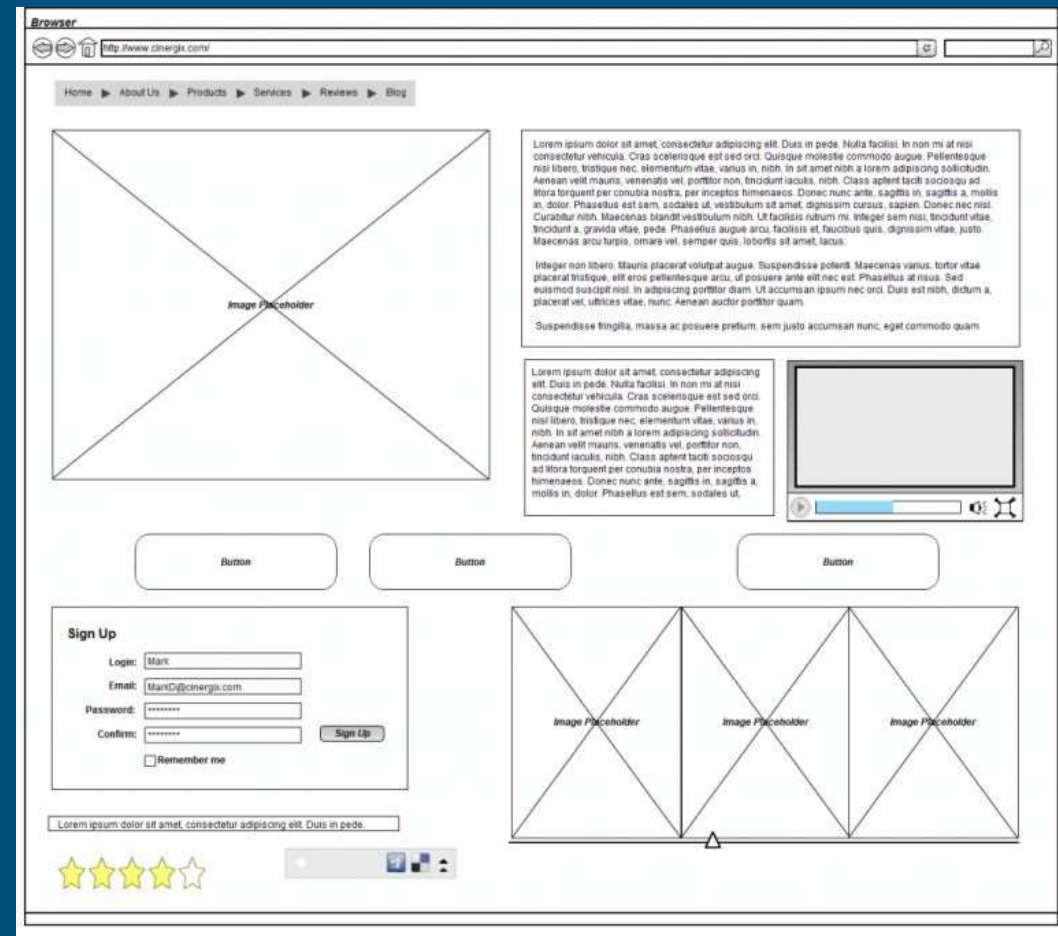 Browser
http://www.cinergix.com/
Home About Us Products Services Reviews Blog
Image Placeholder
Lorem ipsum dolor sit amet, consectetur adipiscing elit. Duis in pede. Nulla facilisi. In non mi at nisi
consectetur vehicula. Cras scelerisque est sed orci. Quisque molestie commodo augue. Pellentesque
nisl libero, tristique nec, elementum vitae, varius in, nibh. In sit amet nibh a lorem adipiscing sollicitudin.
Aenean velit mauris, venenatis vel, porttitor non, tincidunt iaculis, nibh. Class aptent taciti sociosqu ad
litora torquent per conubia nostra, per inceptos himenaeos. Donec nunc ante, sagittis in, sagittis a, mollis
in, dolor. Phasellus est sem, sodales ut, vestibulum sit amet, dignissim cursus, sapien. Donec nec nisl.
Curabitur nibh. Maecenas blandit vestibulum nibh. Ut facilisis rutrum mi. Integer sem nisi, tincidunt vitae,
tincidunt a, gravida vitae, pede. Phasellus augue arcu, facilisis et, faucibus quis, dignissim vitae, justo.
Maecenas arcu turpis, ornare vel, semper quis, lobortis sit amet, lacus.
Integer non libero. Mauris placerat volutpat augue. Suspendisse potenti. Maecenas varius, tortor vitae
placerat tristique, elit eros pellentesque arcu, ut posuere ante elit nec est. Phasellus at risus. Sed
euismod suscipit nisl. In adipiscing porttitor diam. Ut accumsan ipsum nec orci. Duis est nibh, dictum a,
placerat vel, ultrices vitae, nunc. Aenean auctor porttitor quam.
Suspendisse fringilla, massa ac posuere pretium, sem justo accumsan nunc, eget commodo quam
Lorem ipsum dolor sit amet, consectetur adipiscing
elit. Duis in pede. Nulla facilisi. In non mi at nisi
consectetur vehicula. Cras scelerisque est sed orci.
Quisque molestie commodo augue. Pellentesque
nisl libero, tristique nec, elementum vitae, varius in,
nibh. In sit amet nibh a lorem adipiscing sollicitudin.
Aenean velit mauris, venenatis vel, porttitor non,
tincidunt iaculis, nibh. Class aptent taciti sociosqu
ad litora torquent per conubia nostra, per inceptos
himenaeos. Donec nunc ante, sagittis in, sagittis a,
mollis in, dolor. Phasellus est sem, sodales ut,
Button
Button
Button
Sign Up
Login: Mark
Email: MarkD@cinergix.com
Password: ********
Confirm: ********
Sign Up
Remember me
Image Placeholder
Image Placeholder
Image Placeholder
Lorem ipsum dolor sit amet, consectetur adipiscing elit. Duis in pede.